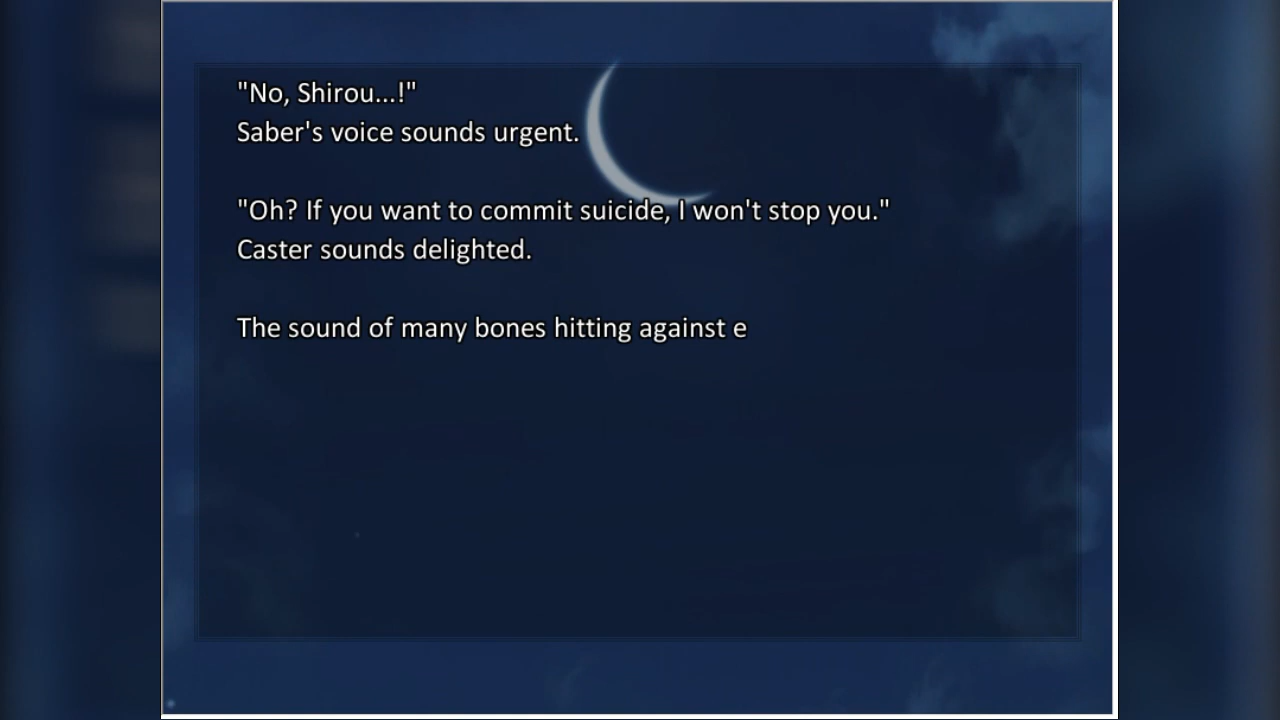 "No, Shirou...!"
Saber's voice sounds urgent.
"Oh? If you want to commit suicide, I won't stop you."
Caster sounds delighted.
The sound of many bones hitting against e